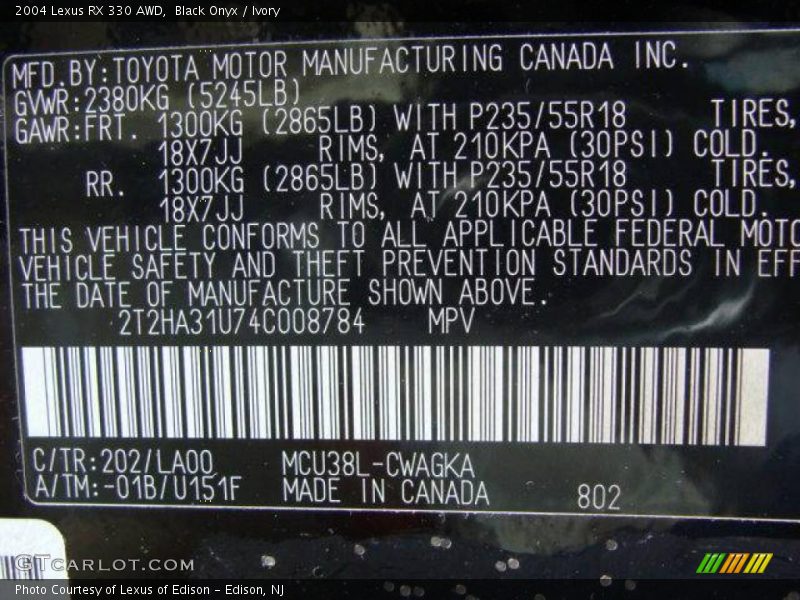 2004 Lexus RX 330 AWD, Black Onyx / Ivory
MFD.BY:TOYOTA MOTOR MANUFACTURING CANADA INC.
GVWR:2380KG (5245LB)
GAWR:FRT. 1300KG (2865LB) WITH P235/55R18 TIRES,
18X7JJ RIMS, AT 210KPA (30PSI) COLD.
RR. 1300KG (2865LB) WITH P235/55R18 TIRES,
18X7JJ RIMS, AT 210KPA (30PSI) COLD.
THIS VEHICLE CONFORMS TO ALL APPLICABLE FEDERAL MOTO
VEHICLE SAFETY AND THEFT PREVENTION STANDARDS IN EFF
THE DATE OF MANUFACTURE SHOWN ABOVE.
2T2HA31U74C008784 MPV
C/TR:202/LA00 MCU38L-CWAGKA
A/TM:-01B/U151F MADE IN CANADA 802
GTCARLOT.COM
Photo Courtesy of Lexus of Edison - Edison, NJ